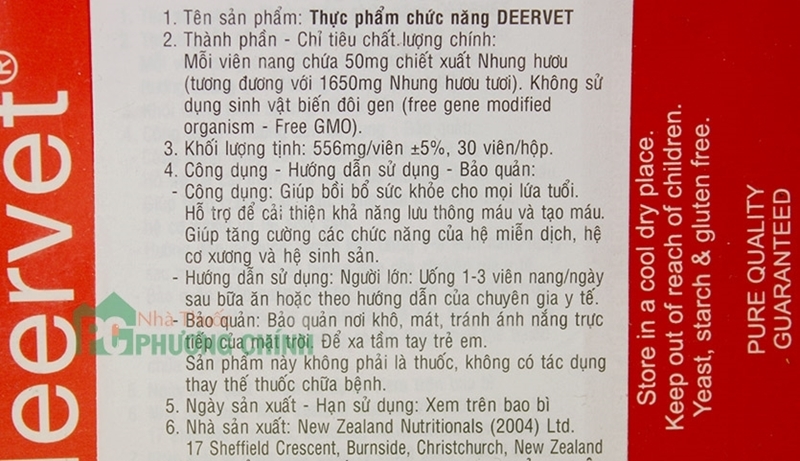 eervet®
1. Tên sản phẩm: Thực phẩm chức năng DEERVET
2. Thành phần - Chỉ tiêu chất lượng chính:
Mỗi viên nang chứa 50mg chiết xuất Nhung hươu
(tương đương với 1650mg Nhung hươu tươi). Không sử
dụng sinh vật biến đôi gen (free gene modified
organism - Free GMO).
3. Khối lượng tịnh: 556mg/viên ±5%, 30 viên/hộp.
4. Công dụng - Hướng dẫn sử dụng - Bảo quản:
- Công dụng: Giúp bồi bổ sức khỏe cho mọi lứa tuổi.
Hỗ trợ để cải thiện khả năng lưu thông máu và tạo máu.
Giúp tăng cường các chức năng của hệ miễn dịch, hệ
cơ xương và hệ sinh sản.
- Hướng dẫn sử dụng: Người lớn: Uống 1-3 viên nang/ngày
sau bữa ăn hoặc theo hướng dẫn của chuyên gia y tế.
- Bảo quản: Bảo quản nơi khô, mát, tránh ánh nắng trực
tiếp của mặt trời. Để xa tầm tay trẻ em.
Sản phẩm này không phải là thuốc, không có tác dụng
thay thế thuốc chữa bệnh.
5. Ngày sản xuất - Hạn sử dụng: Xem trên bao bì
6. Nhà sản xuất: New Zealand Nutritionals (2004) Ltd.
17 Sheffield Crescent, Burnside, Christchurch, New Zealand
Nhà Thuốc
PHƯƠNG CHÍNH
Store in a cool dry place.
Keep out of reach of children.
Yeast, starch & gluten free.
PURE QUALITY
GUARANTEED